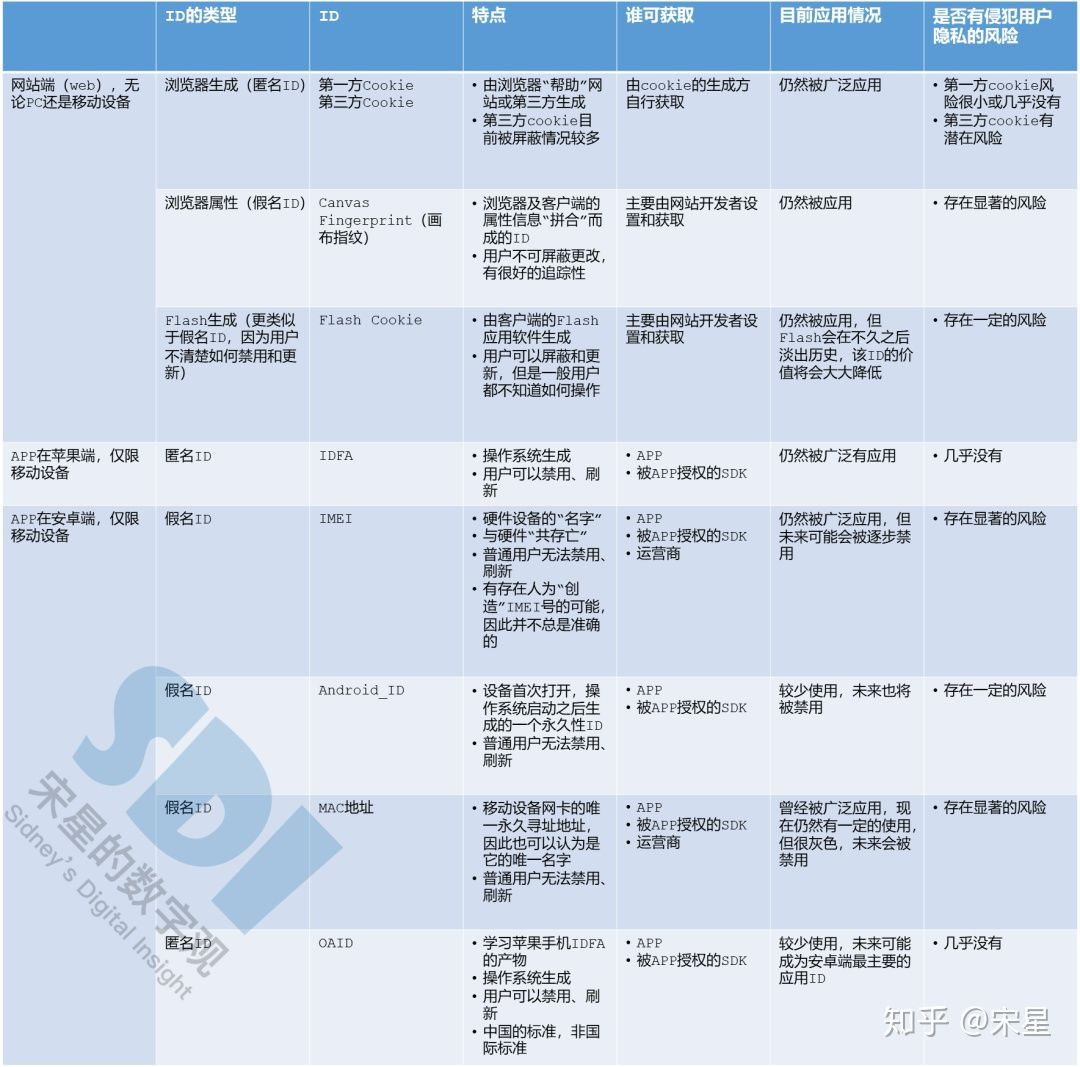 ID的类型
ID
特点
谁可获取
目前应用情况
是否有侵犯用户
隐私的风险
网站端（web），无
论PC还是移动设备
浏览器生成（匿名ID）
第一方Cookie
第三方Cookie
• 由浏览器“帮助”网
站或第三方生成
• 第三方cookie目
前被屏蔽情况较多
由cookie的生成方
自行获取
仍然被广泛应用
• 第一方cookie风
险很小或几乎没有
• 第三方cookie有
潜在风险
浏览器属性（假名ID）
Canvas
Fingerprint（画
布指纹）
• 浏览器及客户端的
属性信息“拼合”而
成的ID
• 用户不可屏蔽更改，
有很好的追踪性
主要由网站开发者设
置和获取
仍然被应用
• 存在显著的风险
Flash生成（更类似
于假名ID，因为用户
不清楚如何禁用和更
新）
Flash Cookie
• 由客户端的Flash
应用软件生成
• 用户可以屏蔽和更
新，但是一般用户
都不知道如何操作
主要由网站开发者设
置和获取
仍然被应用，但
Flash会在不久之后
淡出历史，该ID的价
值将会大大降低
• 存在一定的风险
APP在苹果端，仅限
移动设备
匿名ID
IDFA
• 操作系统生成
• 用户可以禁用、刷
新
• APP
• 被APP授权的SDK
仍然被广泛有应用
• 几乎没有
APP在安卓端，仅限
移动设备
假名ID
IMEI
• 硬件设备的“名字”
• 与硬件“共存亡”
• 普通用户无法禁用、
刷新
• 有存在人为“创
造”IMEI号的可能，
因此并不总是准确
的
• APP
• 被APP授权的SDK
• 运营商
仍然被广泛应用，但
未来可能会被逐步禁
用
• 存在显著的风险
假名ID
Android_ID
• 设备首次打开，操
作系统启动之后生
成的一个永久性ID
• 普通用户无法禁用、
刷新
• APP
• 被APP授权的SDK
较少使用，未来也将
被禁用
• 存在一定的风险
假名ID
MAC地址
• 移动设备网卡的唯
一永久寻址地址，
因此也可以认为是
它的唯一名字
• 普通用户无法禁用、
刷新
• APP
• 被APP授权的SDK
• 运营商
曾经被广泛应用，现
在仍然有一定的使用，
但很灰色，未来会被
禁用
• 存在显著的风险
匿名ID
OAID
• 学习苹果手机IDFA
的产物
• 操作系统生成
• 用户可以禁用、刷
新
• 中国的标准，非国
际标准
• APP
• 被APP授权的SDK
较少使用，未来可能
成为安卓端最主要的
应用ID
• 几乎没有
SDI
宋星的数字观
Sidney's Digital Insight
知乎 @宋星